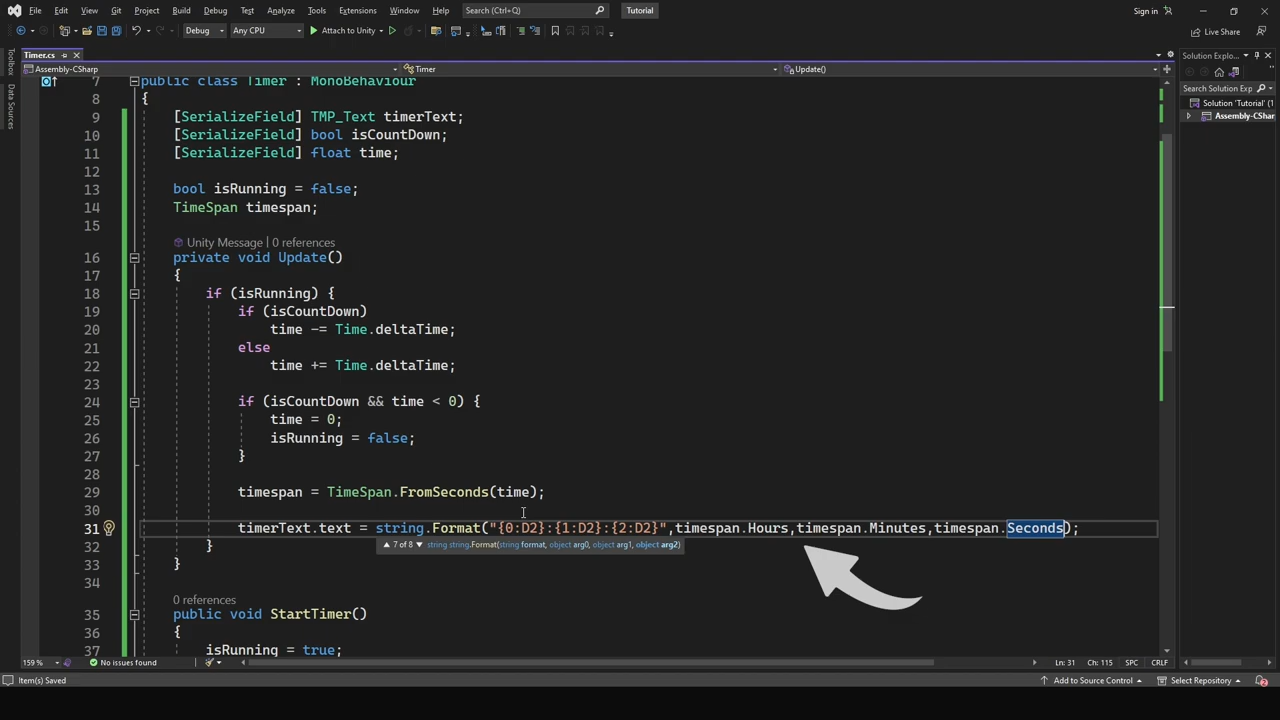 File Edit View Git Project Build Debug Test Analyze Tools Extensions Window Help Search (Ctrl+Q) Tutorial Sign in
Debug Any CPU Attach to Unity Live Share
Toolbox
Data Sources
Timer.cs
Assembly-CSharp Timer Update()
Solution Explo...
Search Solution Exp
Solution 'Tutorial' (1
Assembly-CShar
7 public class Timer : MonoBehaviour
8 {
9 [SerializeField] TMP_Text timerText;
10 [SerializeField] bool isCountDown;
11 [SerializeField] float time;
12
13 bool isRunning = false;
14 TimeSpan timespan;
15
Unity Message | 0 references
16 private void Update()
17 {
18 if (isRunning) {
19 if (isCountDown)
20 time -= Time.deltaTime;
21 else
22 time += Time.deltaTime;
23
24 if (isCountDown && time < 0) {
25 time = 0;
26 isRunning = false;
27 }
28
29 timespan = TimeSpan.FromSeconds(time);
30
31 timerText.text = string.Format("{0:D2}:{1:D2}:{2:D2}",timespan.Hours,timespan.Minutes,timespan.Seconds);
▲ 7 of 8 ▼ string string.Format(string format, object arg0, object arg1, object arg2)
32 }
33 }
34
0 references
35 public void StartTimer()
36 {
37 isRunning = true;
159 % No issues found Ln: 31 Ch: 115 SPC CRLF
Item(s) Saved Add to Source Control Select Repository 2